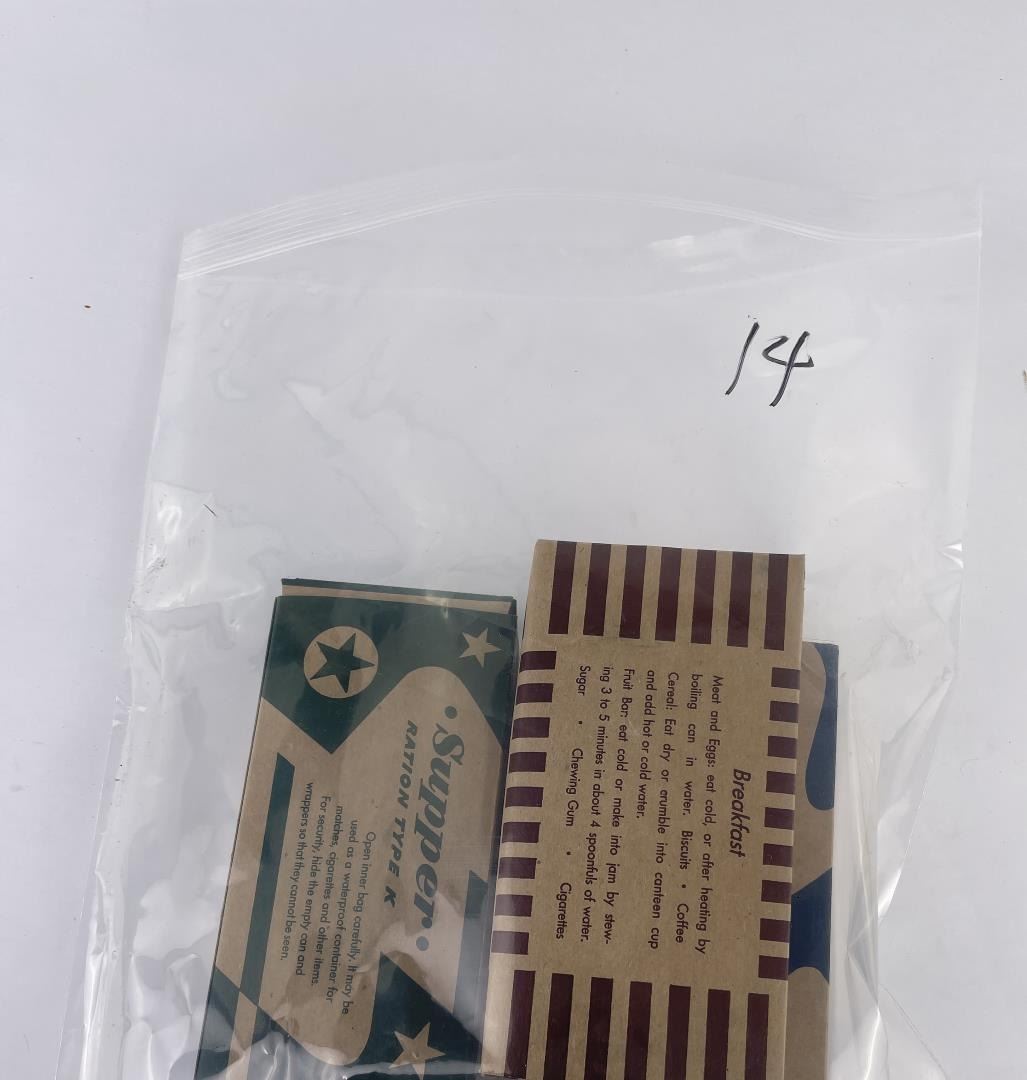 14
• Supper •
RATION TYPE K
Open inner bag carefully. It may be
used as a waterproof container for
matches, cigarettes and other items.
For security, hide the empty can and
wrappers so that they cannot be seen.
Breakfast
Meat and Eggs: eat cold, or after heating by
boiling can in water. Biscuits • Coffee
Cereal: Eat dry or crumble into canteen cup
and add hot or cold water.
Fruit Bar: eat cold or make into jam by stew-
ing 3 to 5 minutes in about 4 spoonfuls of water.
Sugar • Chewing Gum • Cigarettes